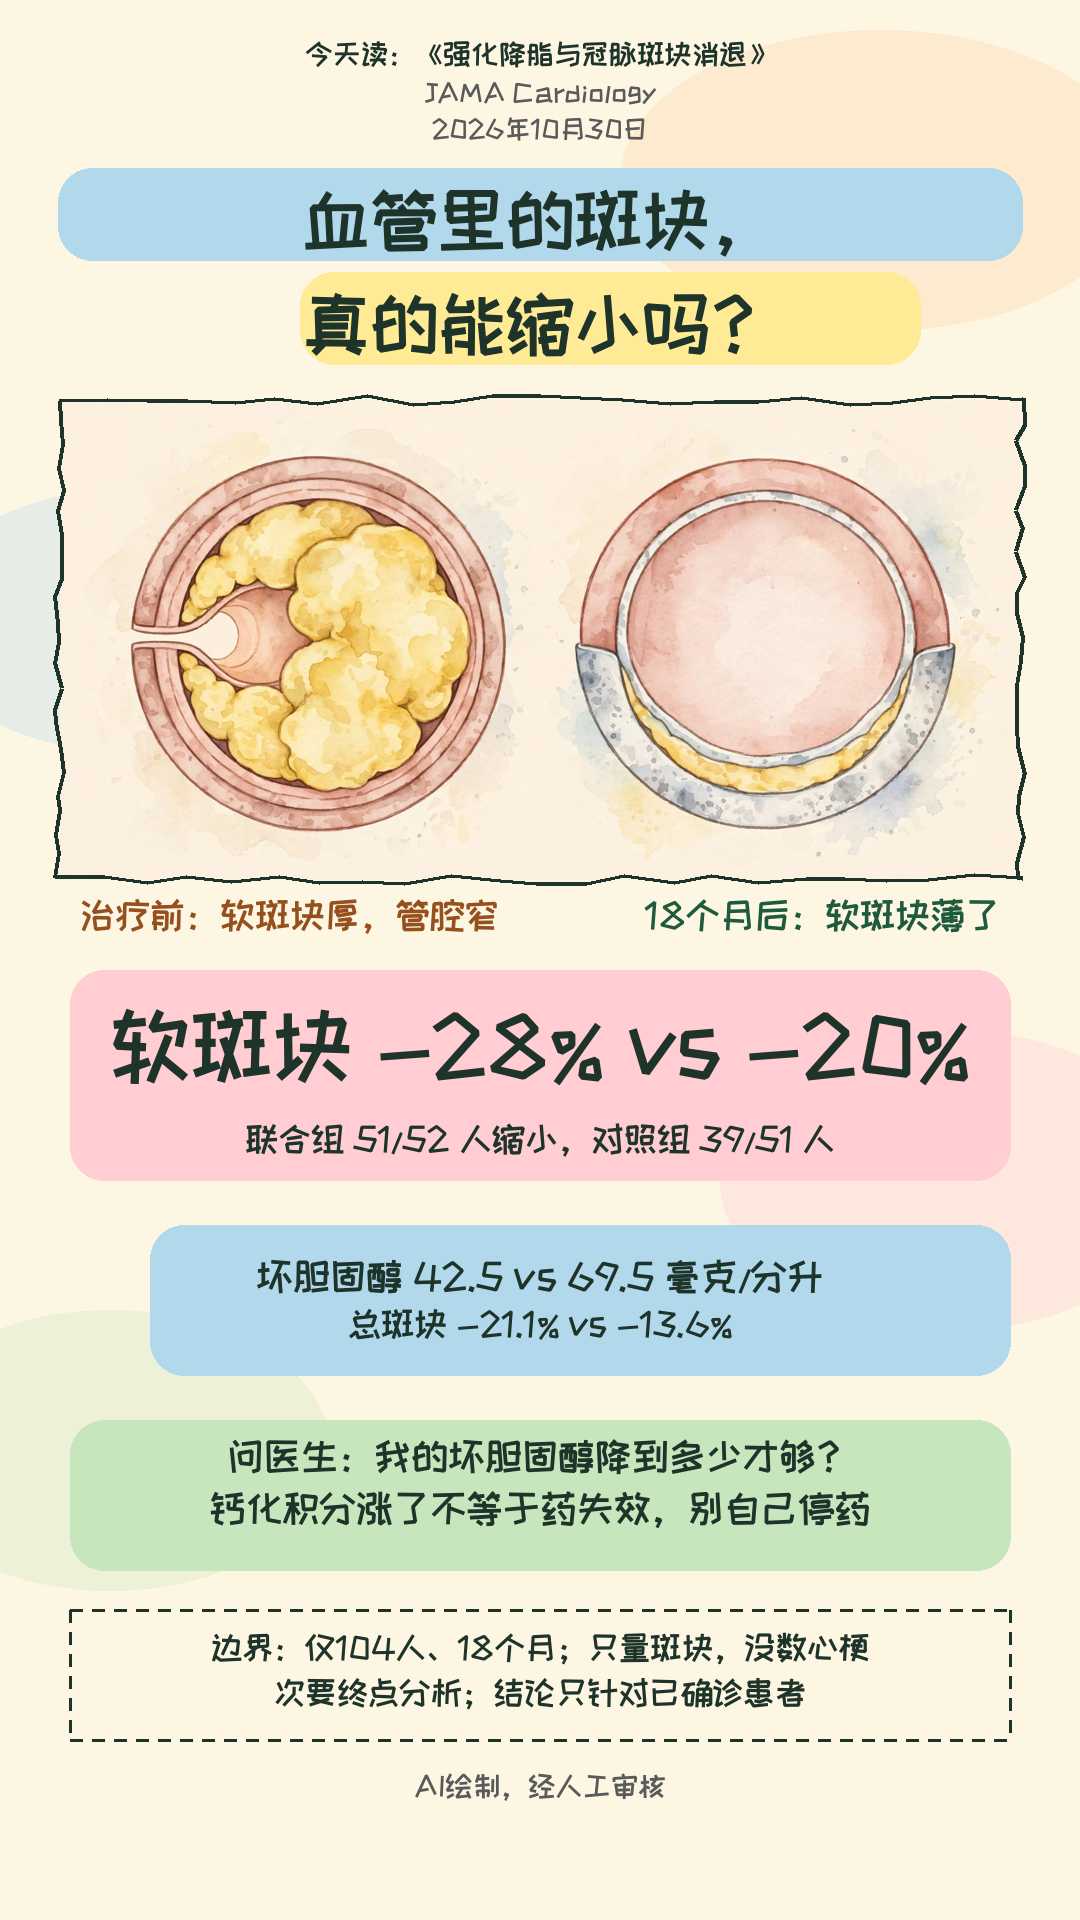 今天读：《强化降脂与冠脉斑块消退》
JAMA Cardiology
2026年10月30日
血管里的斑块，
真的能缩小吗？
治疗前：软斑块厚，管腔窄
18个月后：软斑块薄了
软斑块 -28% vs -20%
联合组 51/52 人缩小，对照组 39/51 人
坏胆固醇 42.5 vs 69.5 毫克/分升
总斑块 -21.1% vs -13.6%
问医生：我的坏胆固醇降到多少才够？
钙化积分涨了不等于药失效，别自己停药
边界：仅104人、18个月；只量斑块，没数心梗
次要终点分析；结论只针对已确诊患者
AI绘制，经人工审核